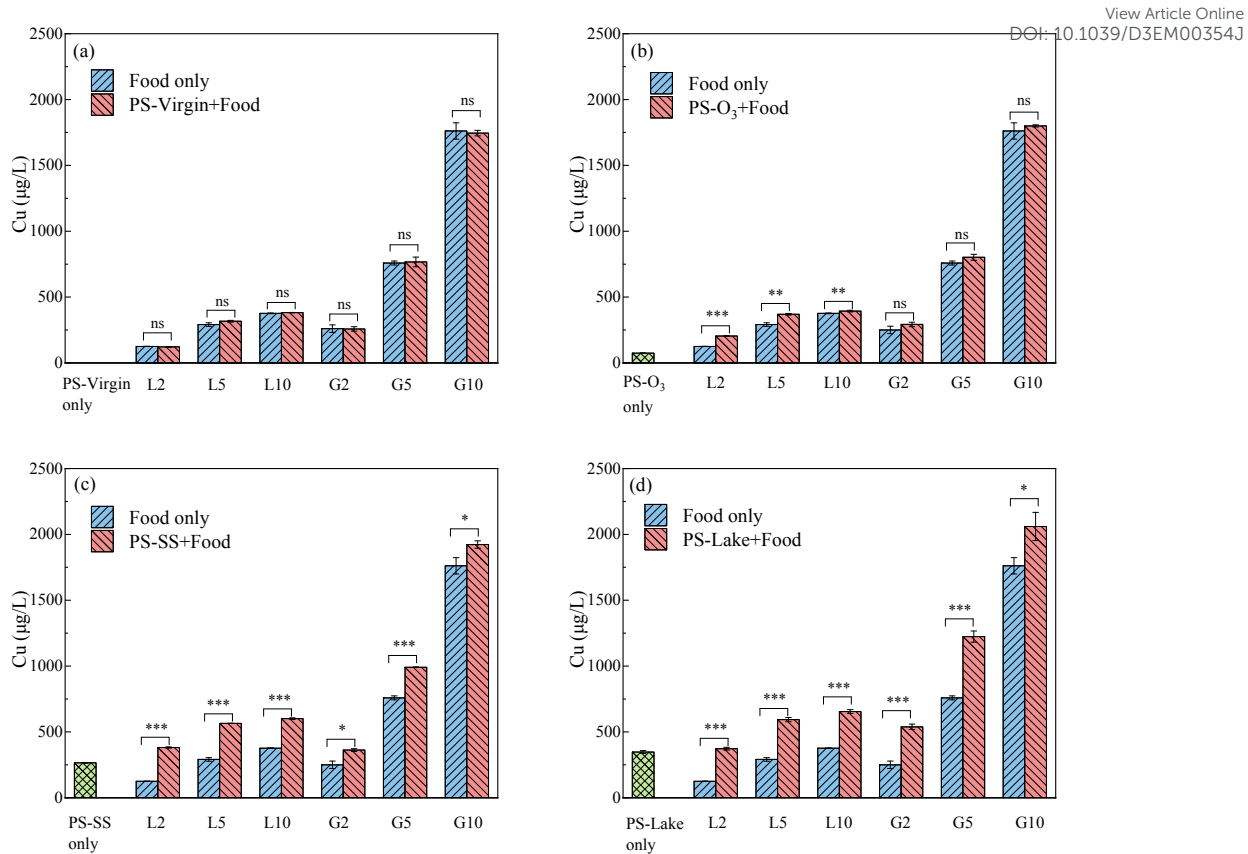 View Article Online
DOI: 10.1039/D3EM00354J
(a)
Food only
PS-Virgin+Food
Cu (μg/L)
2500
2000
1500
1000
500
0
ns
ns
ns
ns
ns
ns
PS-Virgin
only
L2
L5
L10
G2
G5
G10
(b)
Food only
PS-O₃+Food
Cu (μg/L)
2500
2000
1500
1000
500
0
***
**
**
ns
ns
ns
PS-O₃
only
L2
L5
L10
G2
G5
G10
(c)
Food only
PS-SS+Food
Cu (μg/L)
2500
2000
1500
1000
500
0
***
***
***
*
***
*
PS-SS
only
L2
L5
L10
G2
G5
G10
(d)
Food only
PS-Lake+Food
Cu (μg/L)
2500
2000
1500
1000
500
0
***
***
***
***
***
*
PS-Lake
only
L2
L5
L10
G2
G5
G10